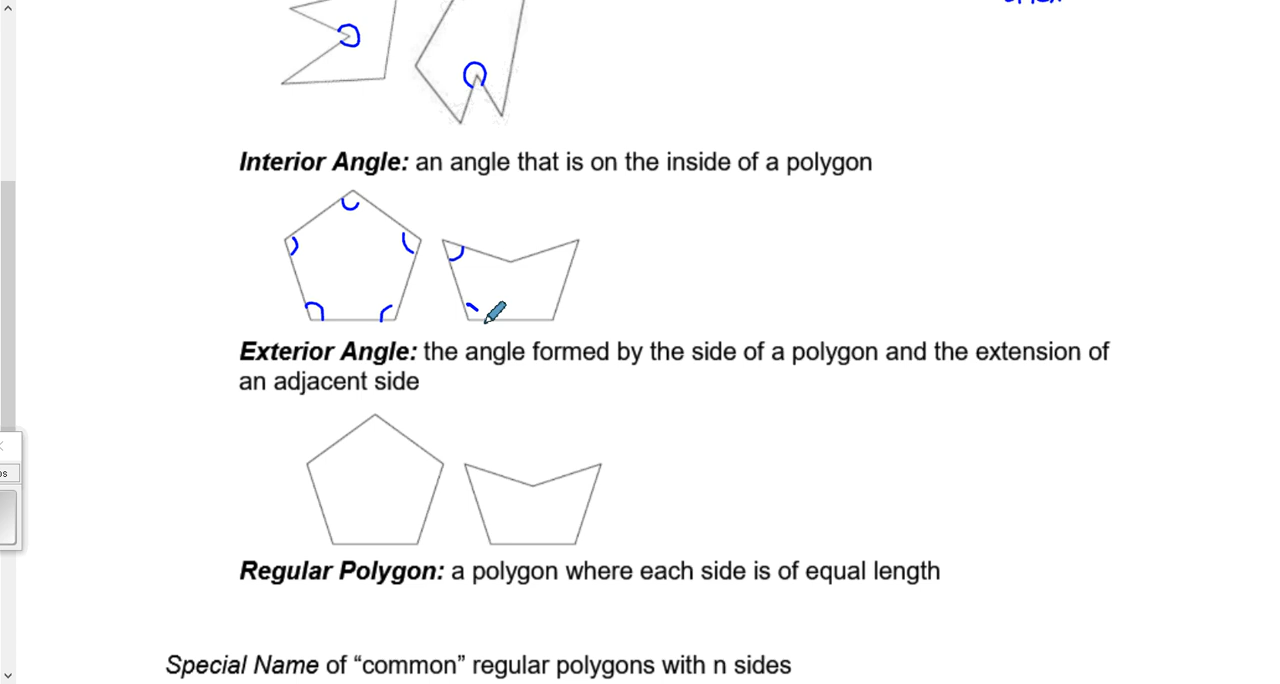 Interior Angle: an angle that is on the inside of a polygon
Exterior Angle: the angle formed by the side of a polygon and the extension of
an adjacent side
Regular Polygon: a polygon where each side is of equal length
Special Name of “common” regular polygons with n sides